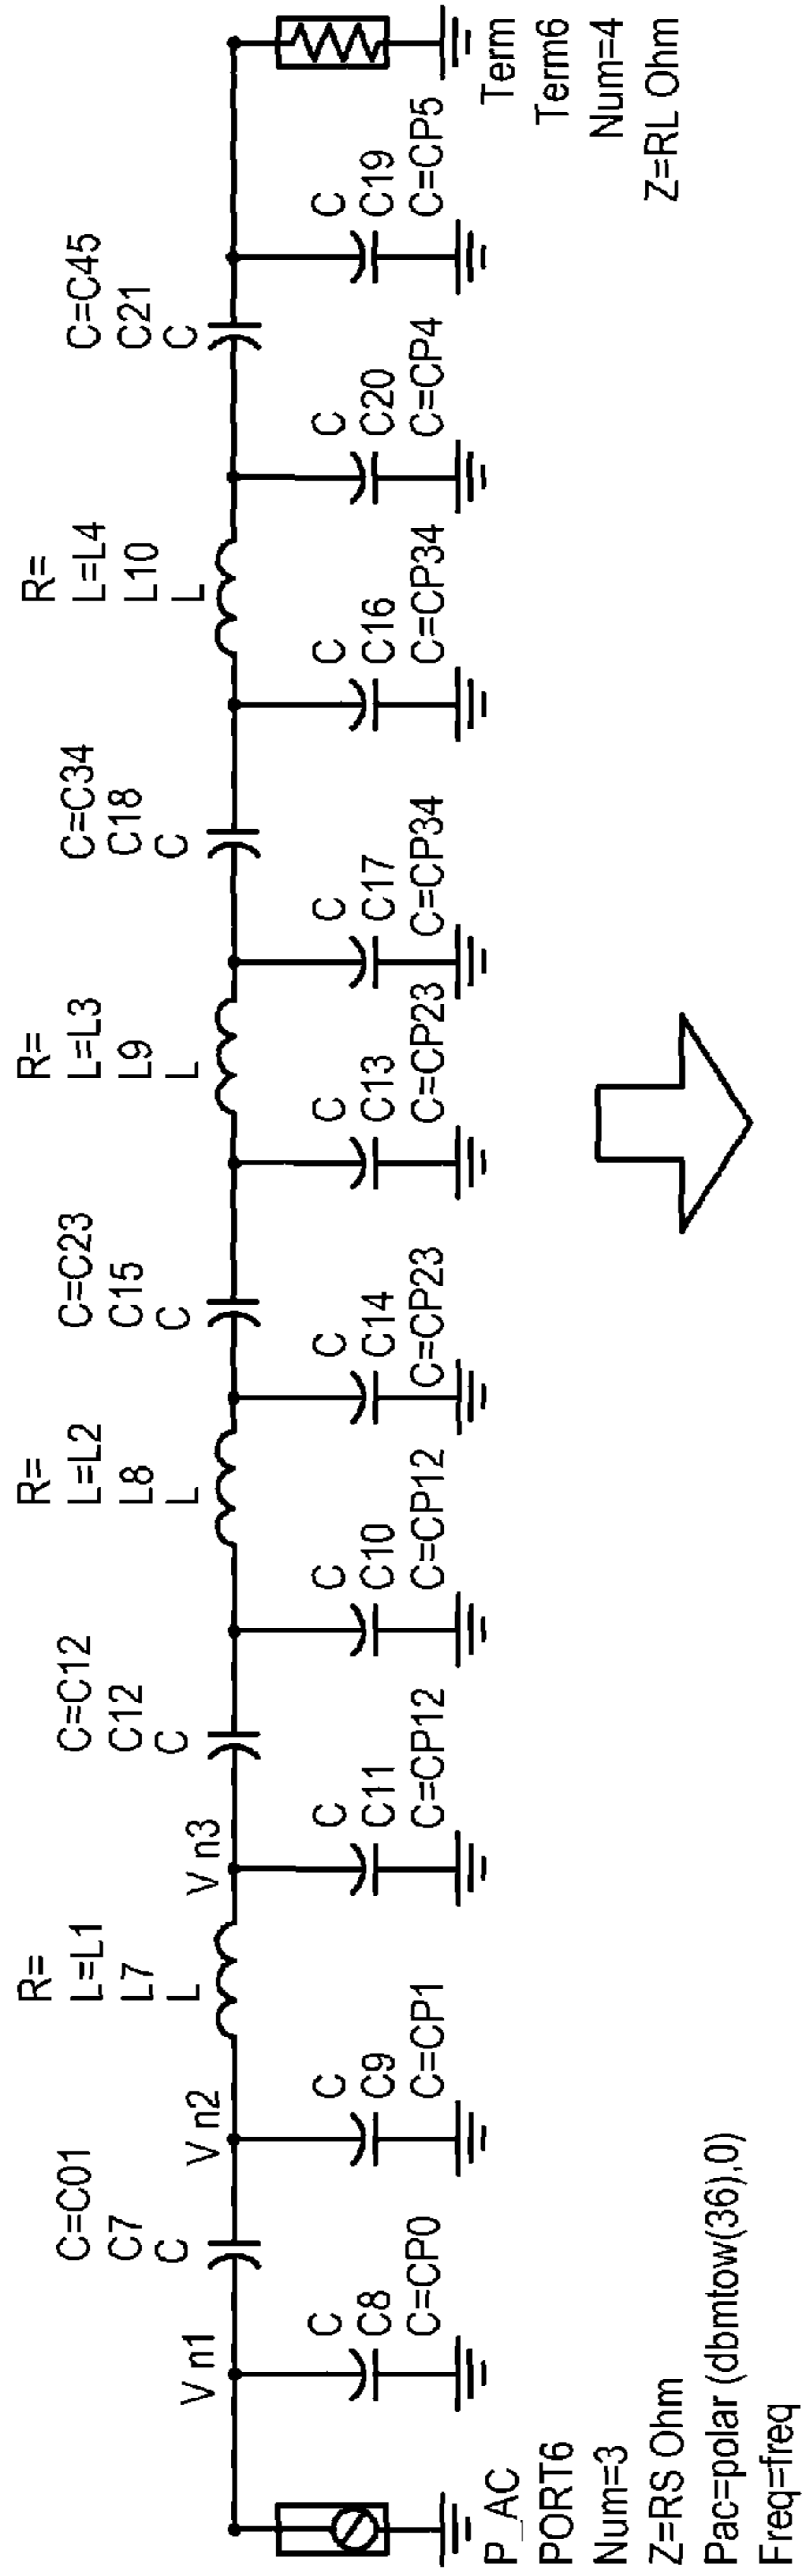 C=C01
C7
C
R=
L=L1
L7
L
C=C12
C12
C
R=
L=L2
L8
L
C=C23
C15
C
R=
L=L3
L9
L
C=C34
C18
C
R=
L=L4
L10
L
C=C45
C21
C
V n1
V n2
V n3
C
C8
C=CP0
C
C9
C=CP1
C
C11
C=CP12
C
C10
C=CP12
C
C14
C=CP23
C
C13
C=CP23
C
C17
C=CP34
C
C16
C=CP34
C
C20
C=CP4
C
C19
C=CP5
P_AC
PORT6
Num=3
Z=RS Ohm
Pac=polar (dbmtow(36),0)
Freq=freq
Term
Term6
Num=4
Z=RL Ohm